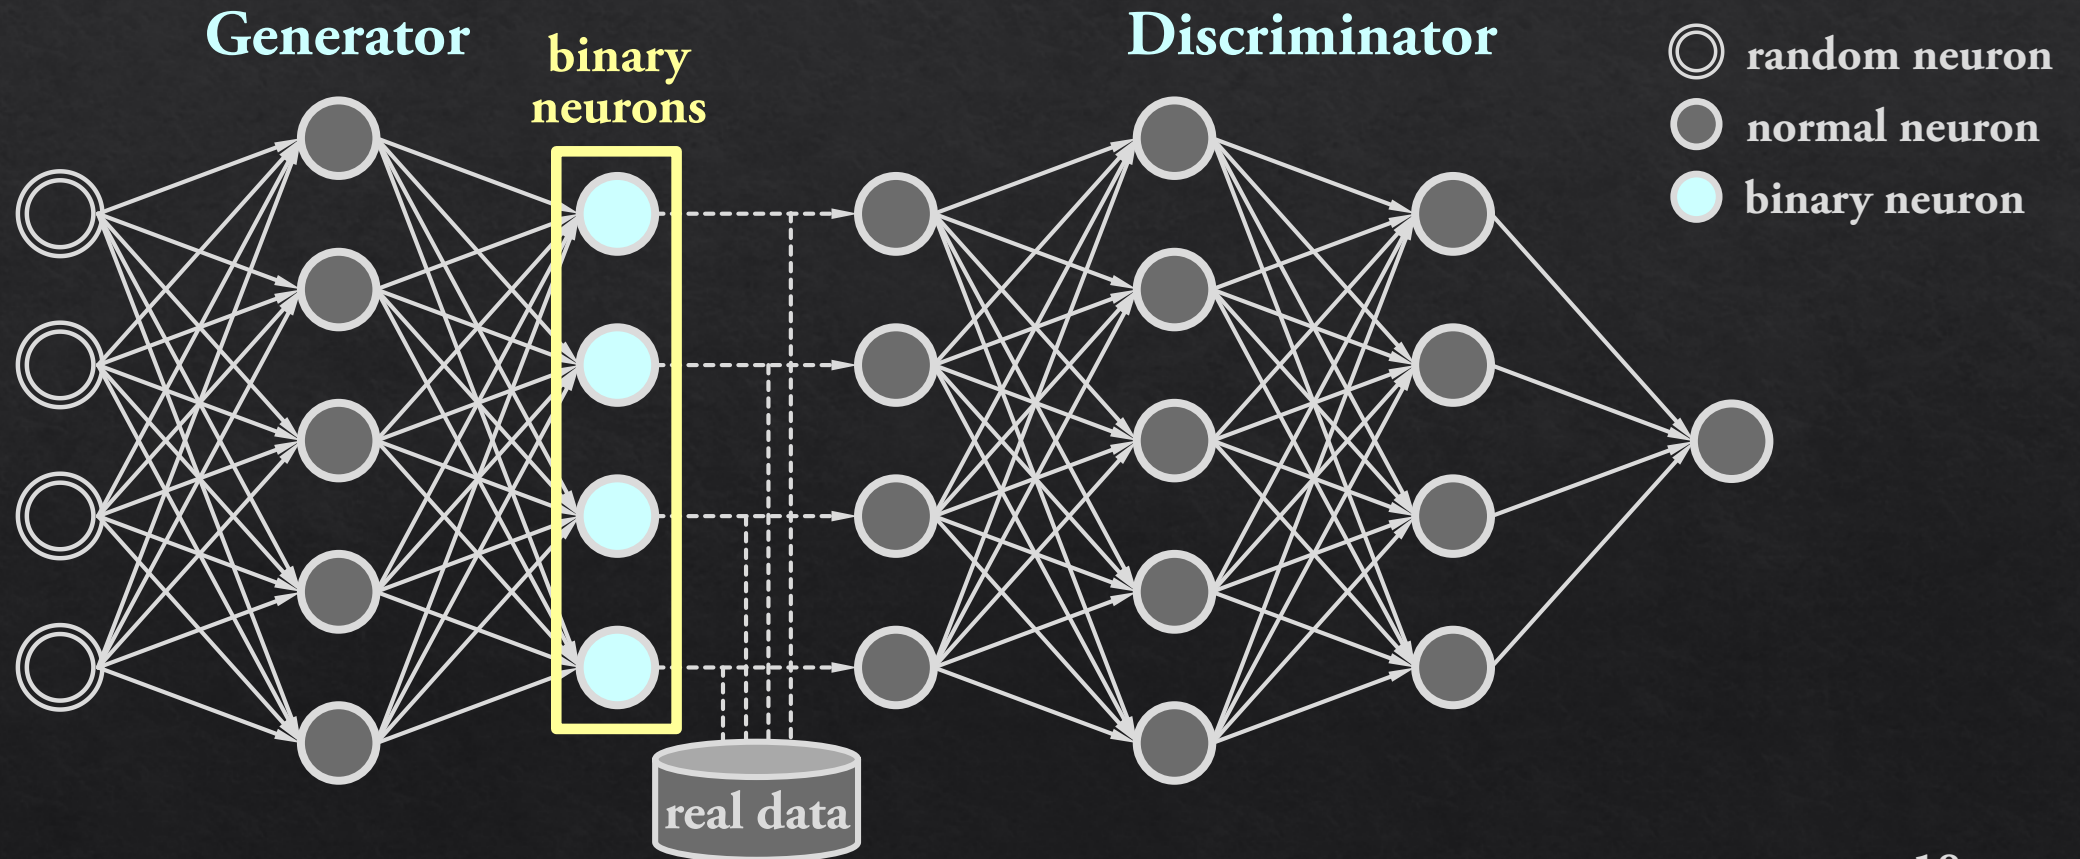 Generator
binary
neurons
Discriminator
random neuron
normal neuron
binary neuron
real data